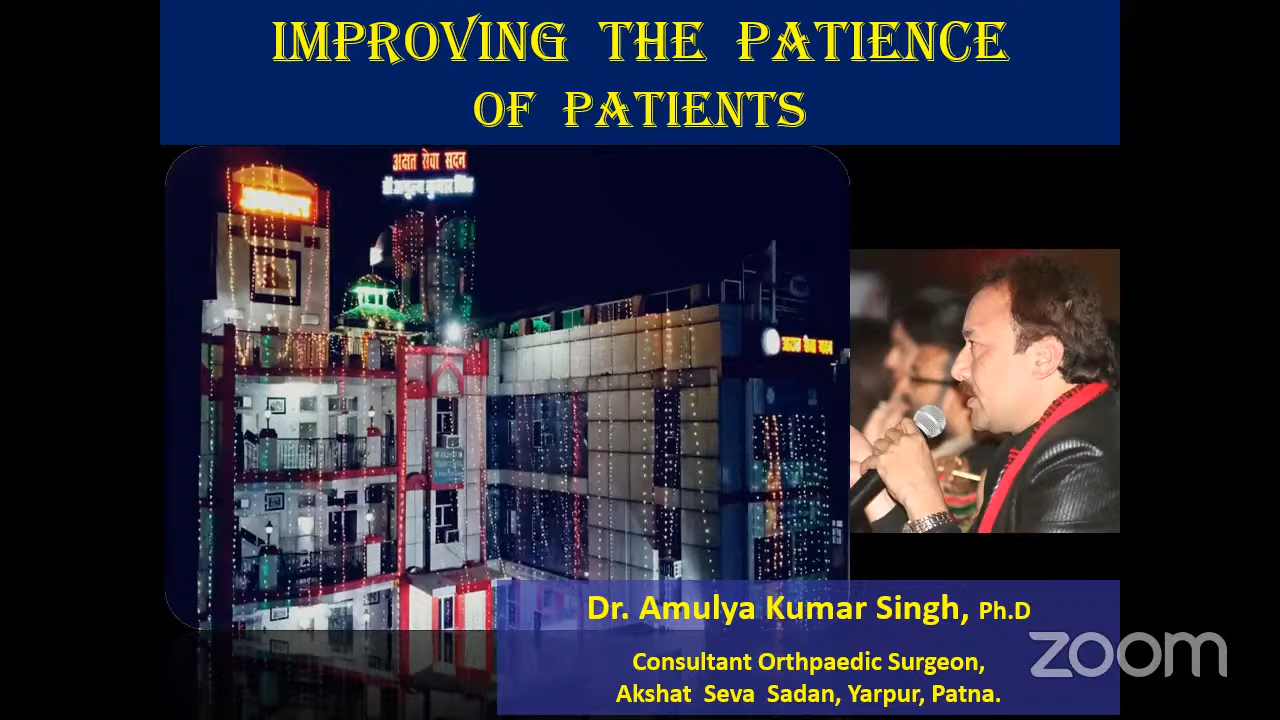 IMPROVING THE PATIENCE
OF PATIENTS
अक्षत सेवा सदन
डॉ अमूल्य कुमार सिंह
Dr. Amulya Kumar Singh, Ph.D
Consultant Orthpaedic Surgeon,
Akshat Seva Sadan, Yarpur, Patna.
zoom